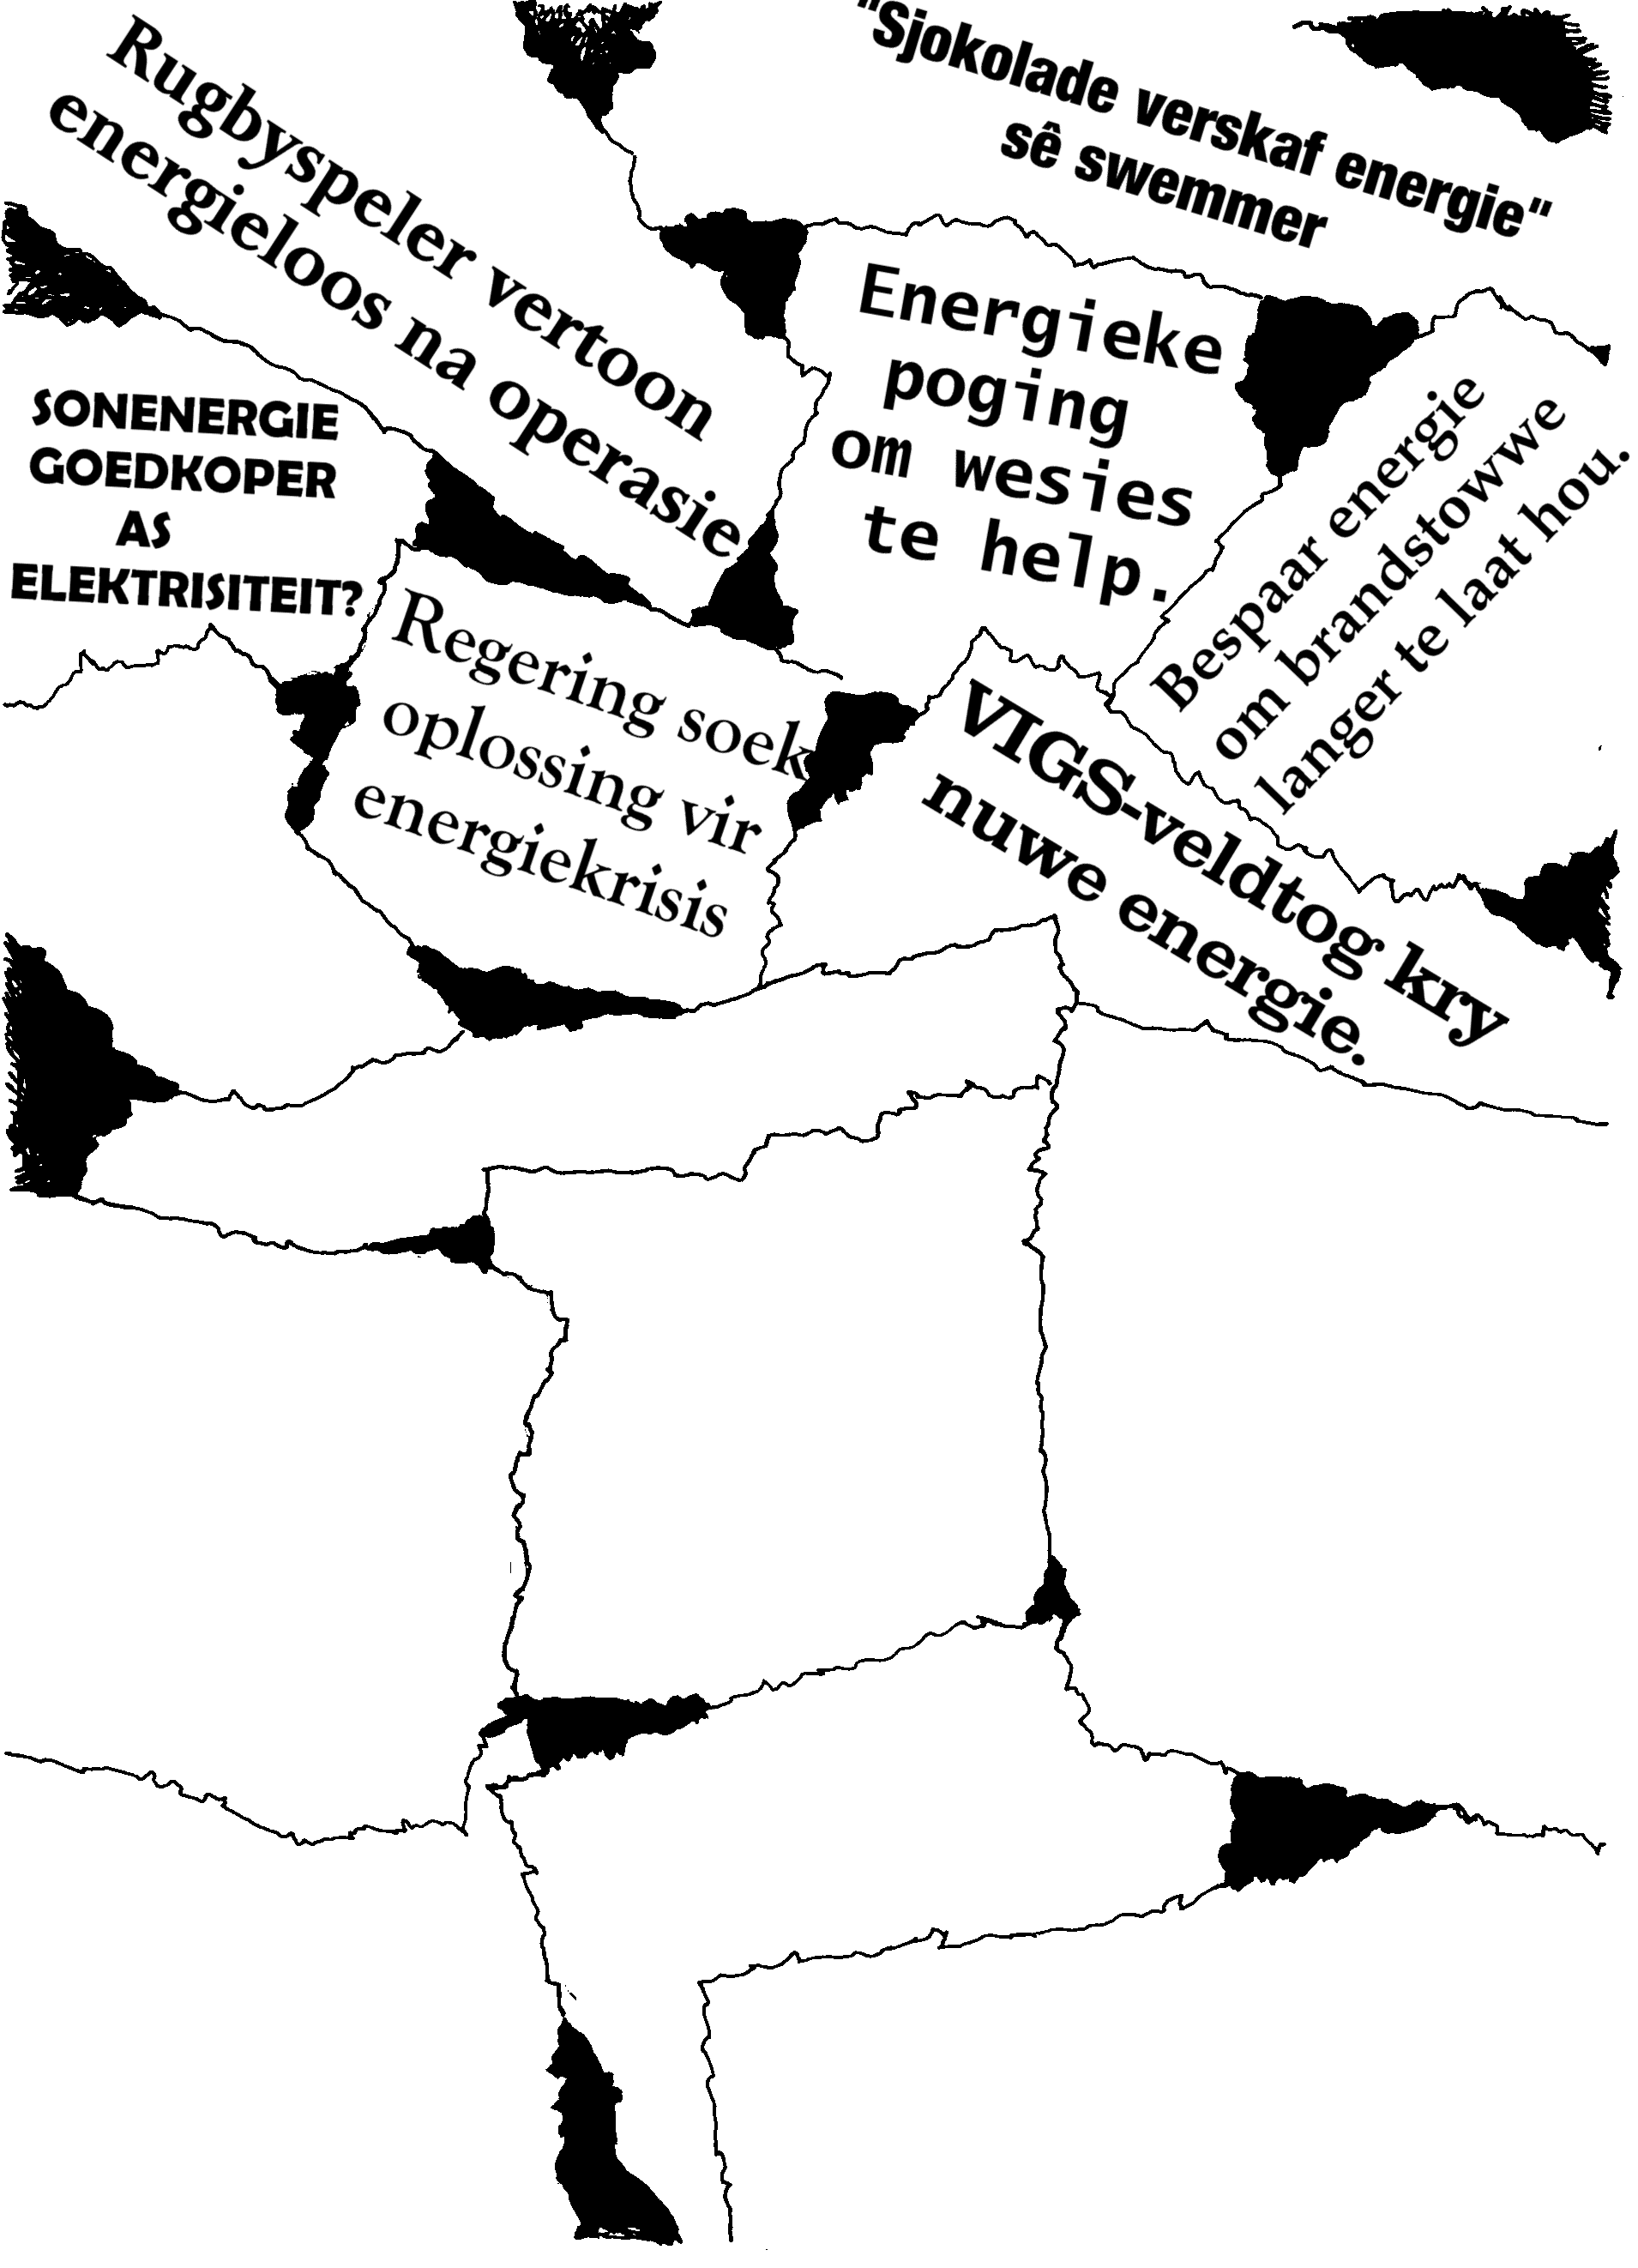 Rugbyspeler vertoon
energieloos na operasie
"Sjokolade verskaf energie"
sê swemmer
SONENERGIE
GOEDKOPER
AS
ELEKTRISITEIT?
Energieke
poging
om wesies
te help.
Bespaar energie
om brandstowwe
langer te laat hou.
Regering soek
oplossing vir
energiekrisis
VIGS-veldtog kry
nuwe energie.